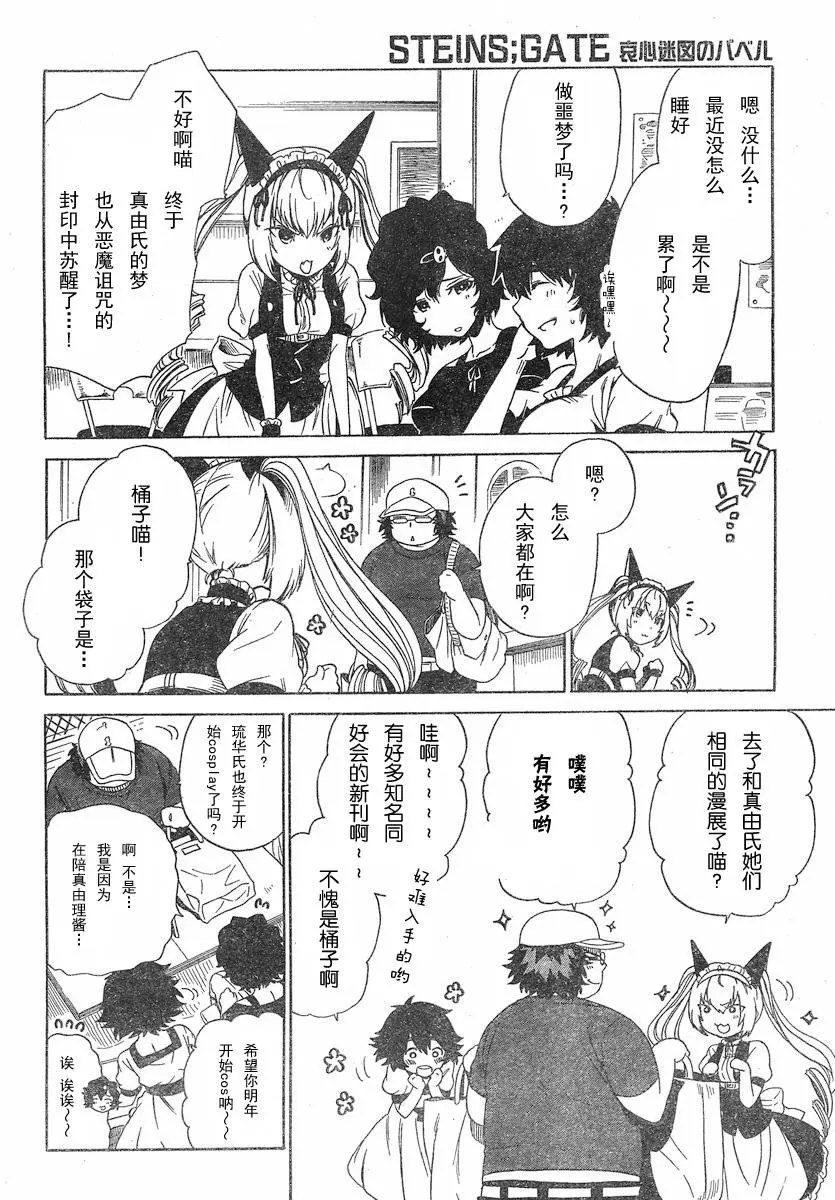 STEINS;GATE 哀心迷図のバベル
嗯 没什么…
最近没怎么
睡好
是不是
累了啊～～～
做噩梦了吗…?
诶嘿嘿～
不好啊喵
终于
真由氏的梦
也从恶魔诅咒的
封印中苏醒了…!
カラ…
嗯?
怎么
大家都在啊?
G
桶子喵!
那个袋子是…
去了和真由氏她们
相同的漫展了喵?
噗噗
有好多哟
哇啊～～～～
有好多知名同
好会的新刊啊～～
不愧是桶子啊
好难入手的哟
那个?
琉华氏也终于开
始cosplay了吗?
啊 不是…
我是因为
在陪真由理酱…
希望你明年
开始cos呐～～
诶 诶诶～～